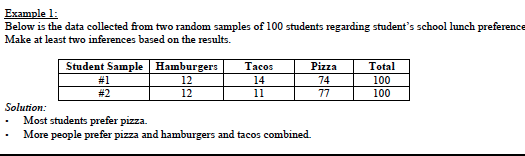 Example 1:
Below is the data collected from two random samples of 100 students regarding student's school lunch preference
Make at least two inferences based on the results.
Student Sample Hamburgers Tacos Pizza Total
#1 12 14 74 100
#2 12 11 77 100
Solution:
· Most students prefer pizza.
· More people prefer pizza and hamburgers and tacos combined.